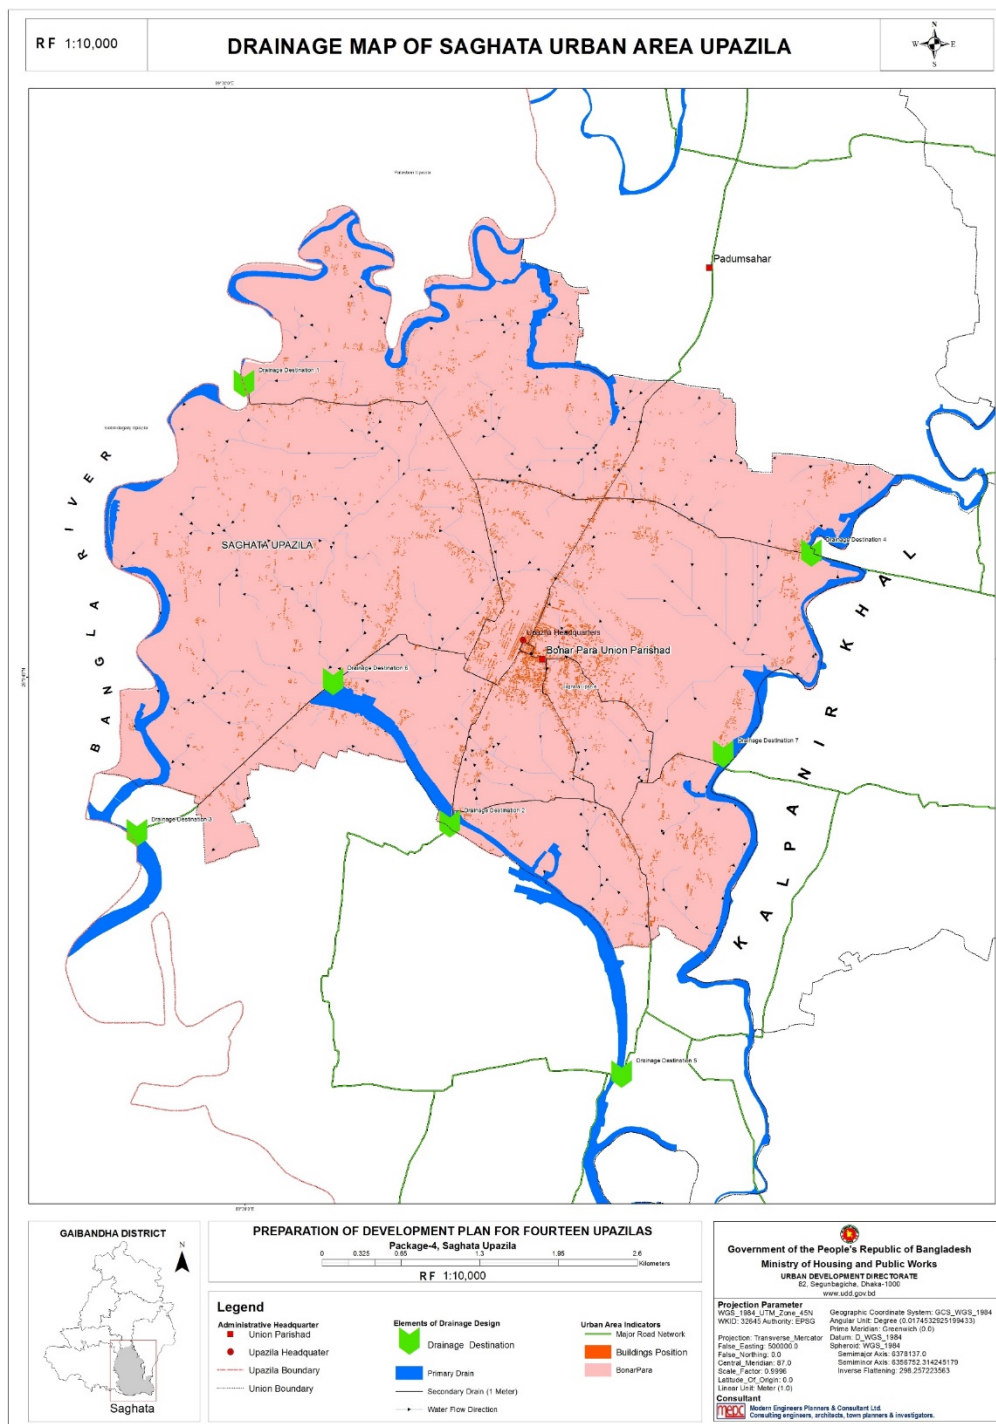 RF 1:10,000
DRAINAGE MAP OF SAGHATA URBAN AREA UPAZILA
N
W E
S
Padumsahar
Drainage Destination 1
BANGLA RIVER
SAGHATA UPAZILA
Drainage Destination 4
Upazila Headquarters
Bonar Para Union Parishad
Drainage Destination 6
Drainage Destination 7
KALPANIR KHAL
Drainage Destination 2
Drainage Destination 3
Drainage Destination 5
GAIBANDHA DISTRICT
N
Saghata
PREPARATION OF DEVELOPMENT PLAN FOR FOURTEEN UPAZILAS
Package-4, Saghata Upazila
0 0.325 0.65 1.3 1.95 2.6
Kilometers
RF 1:10,000
Legend
Administrative Headquarter
Union Parishad
Upazila Headquater
Upazila Boundary
Union Boundary
Elements of Drainage Design
Drainage Destination
Primary Drain
Secondary Drain (1 Meter)
Water Flow Direction
Urban Area Indicators
Major Road Network
Buildings Position
BonarPara
Government of the People's Republic of Bangladesh
Ministry of Housing and Public Works
URBAN DEVELOPMENT DIRECTORATE
82, Segunbagicha, Dhaka-1000
www.udd.gov.bd
Projection Parameter
WGS_1984_UTM_Zone_45N
WKID: 32645 Authority: EPSG
Projection: Transverse_Mercator
False_Easting: 500000.0
False_Northing: 0.0
Central_Meridian: 87.0
Scale_Factor: 0.9996
Latitude_Of_Origin: 0.0
Linear Unit: Meter (1.0)
Geographic Coordinate System: GCS_WGS_1984
Angular Unit: Degree (0.0174532925199433)
Prime Meridian: Greenwich (0.0)
Datum: D_WGS_1984
Spheroid: WGS_1984
Semimajor Axis: 6378137.0
Semiminor Axis: 6356752.314245179
Inverse Flattening: 298.257223563
Consultant
mepc
Modern Engineers Planners & Consultant Ltd.
Consulting engineers, architects, town planners & investigators.